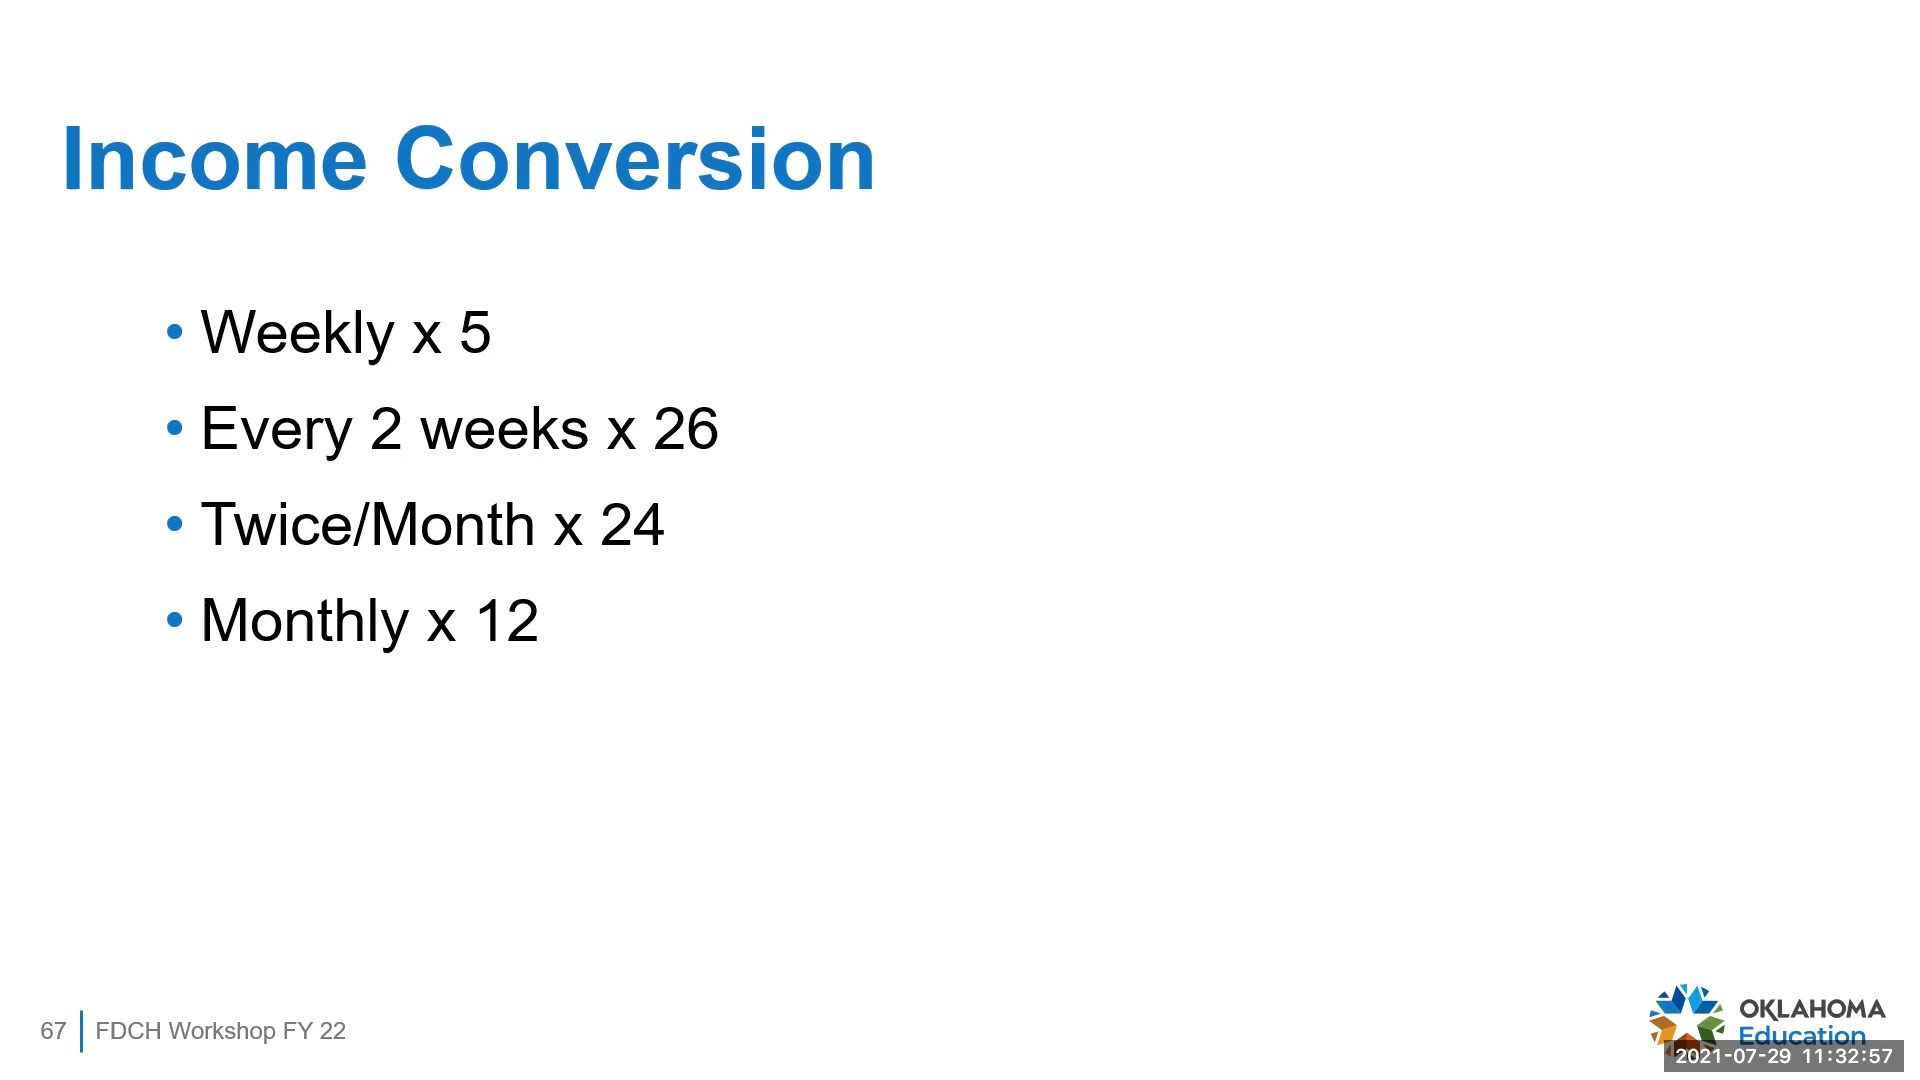 Income Conversion
• Weekly x 5
• Every 2 weeks x 26
• Twice/Month x 24
• Monthly x 12
67 FDCH Workshop FY 22
OKLAHOMA
Education
2021-07-29 11:32:57